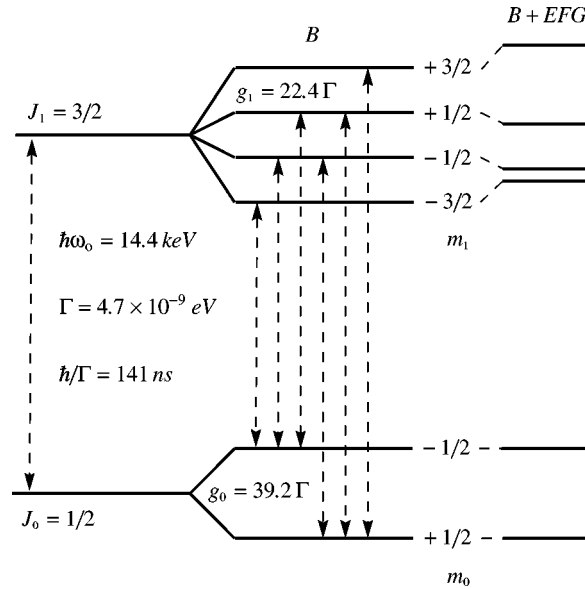 B
B + EFG
+ 3/2
g₁ = 22.4 Γ
J₁ = 3/2
+ 1/2
− 1/2
− 3/2
m₁
ħω₀ = 14.4 keV
Γ = 4.7 × 10⁻⁹ eV
ħ/Γ = 141 ns
− 1/2
g₀ = 39.2 Γ
J₀ = 1/2
+ 1/2
m₀